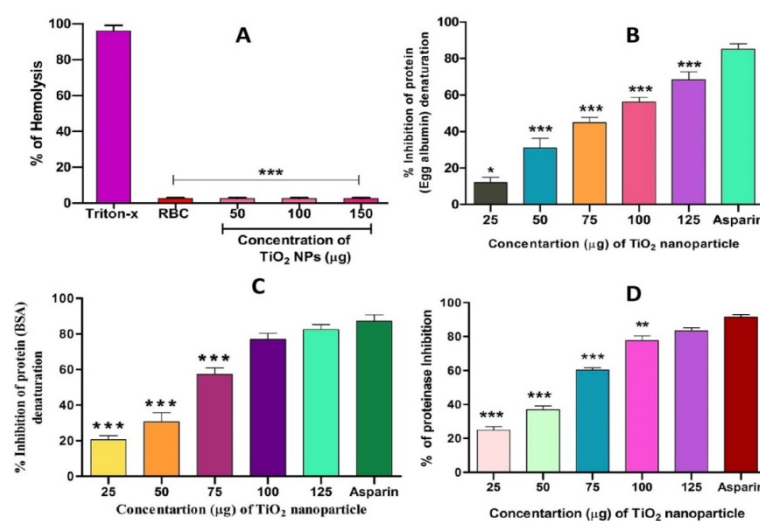 A
% of Hemolysis
100
80
60
40
20
0
***
Triton-x RBC 50 100 150
Concentration of
TiO2 NPs (μg)
B
% Inhibition of protein
(Egg albumin) denaturation
100
80
60
40
20
0
* *** *** *** ***
25 50 75 100 125 Asparin
Concentartion (μg) of TiO2 nanoparticle
C
% Inhibition of protein (BSA)
denaturation
100
80
60
40
20
0
*** *** ***
25 50 75 100 125 Asparin
Concentartion (μg) of TiO2 nanoparticle
D
% of proteinase Inhibition
100
80
60
40
20
0
*** *** *** **
25 50 75 100 125 Asparin
Concentartion (μg) of TiO2 nanoparticle